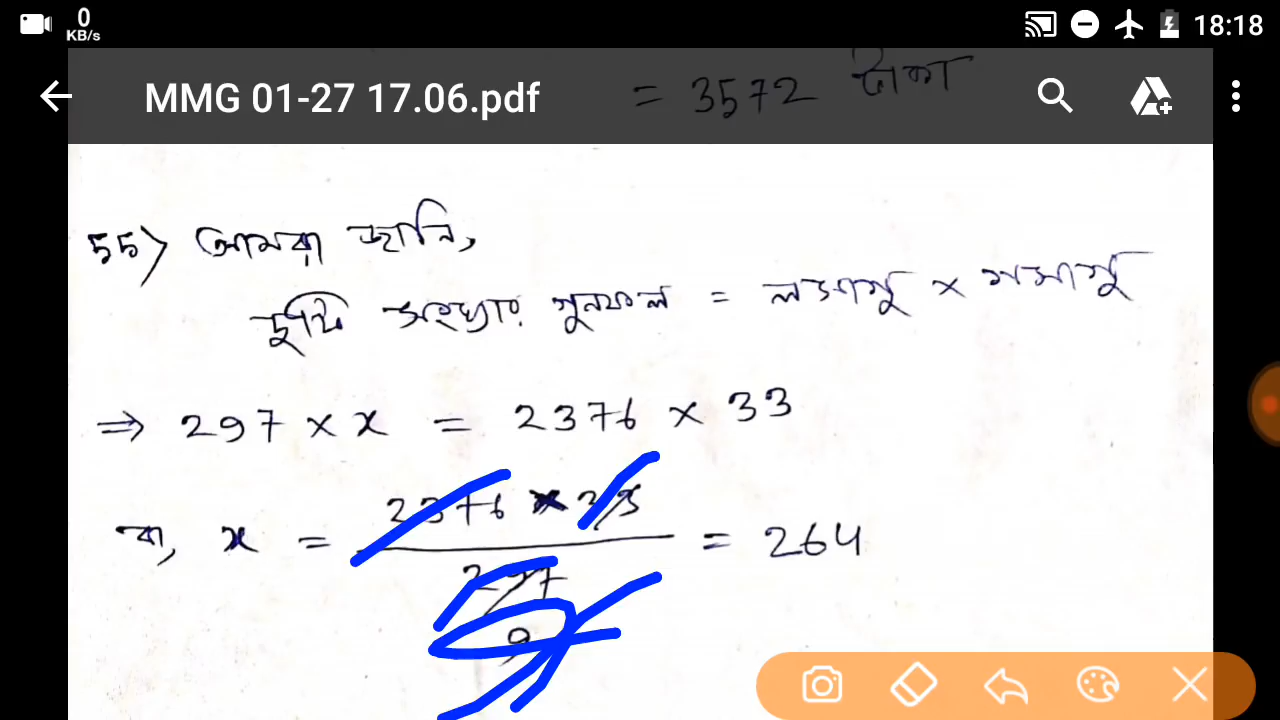 0
KB/s
18:18
MMG 01-27 17.06.pdf
= 3572 টাকা
55) আমরা জানি,
দুটি সংখ্যার গুনফল = লসাগু × গসাগু
⇒ 297 × x = 2376 × 33
বা, x = 2376 × 33 / 297 = 264
9